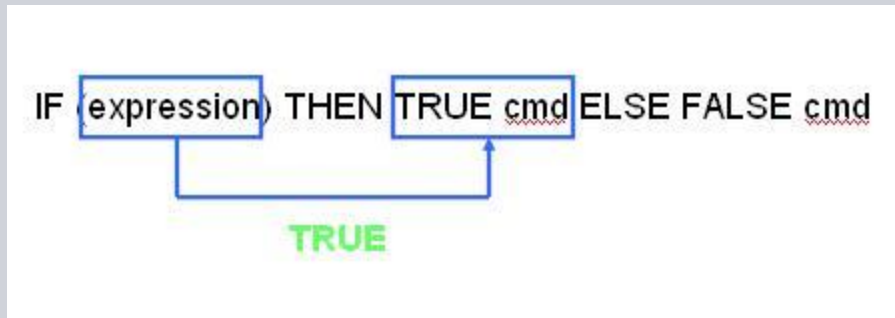 IF (expression) THEN TRUE cmd ELSE FALSE cmd
TRUE